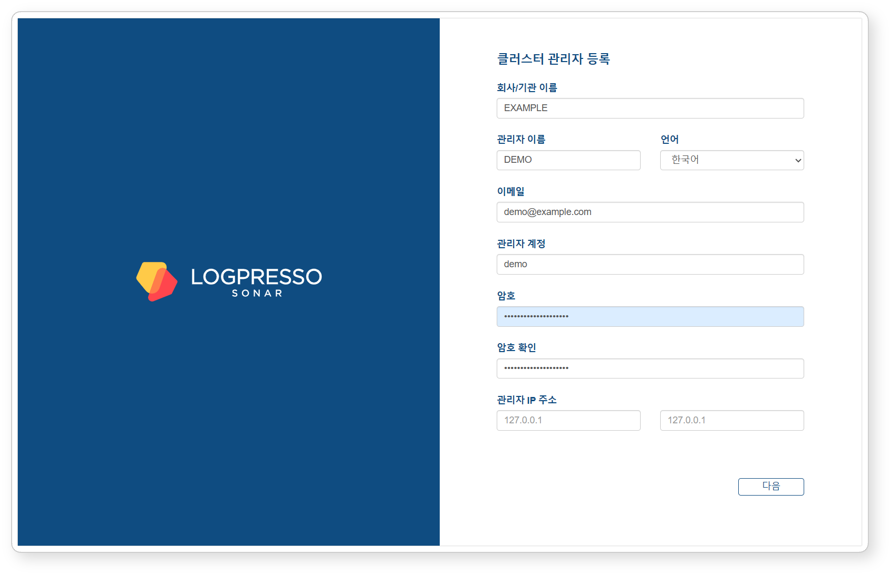 LOGPRESSO
SONAR
클러스터 관리자 등록
회사/기관 이름
EXAMPLE
관리자 이름
언어
DEMO
한국어
이메일
demo@example.com
관리자 계정
demo
암호
•••••••••••••••••••
암호 확인
•••••••••••••••••••
관리자 IP 주소
127.0.0.1
127.0.0.1
다음